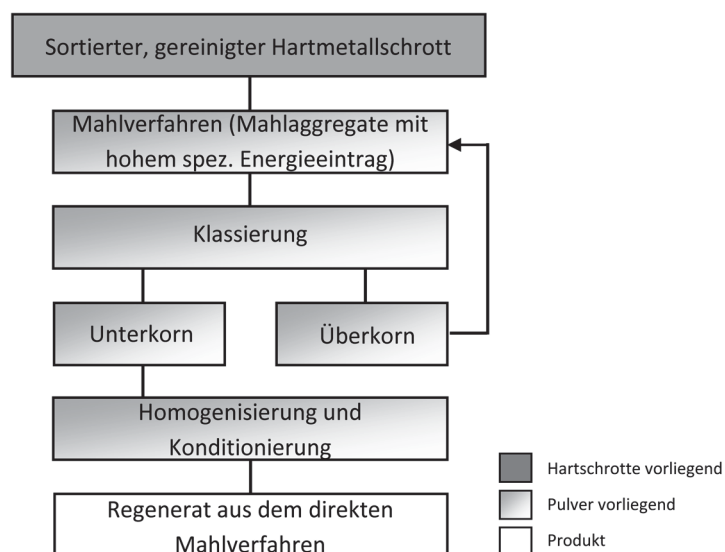 Sortierter, gereinigter Hartmetallschrott
Mahlverfahren (Mahlaggregate mit
hohem spez. Energieeintrag)
Klassierung
Unterkorn
Überkorn
Homogenisierung und
Konditionierung
Regenerat aus dem direkten
Mahlverfahren
Hartschrotte vorliegend
Pulver vorliegend
Produkt